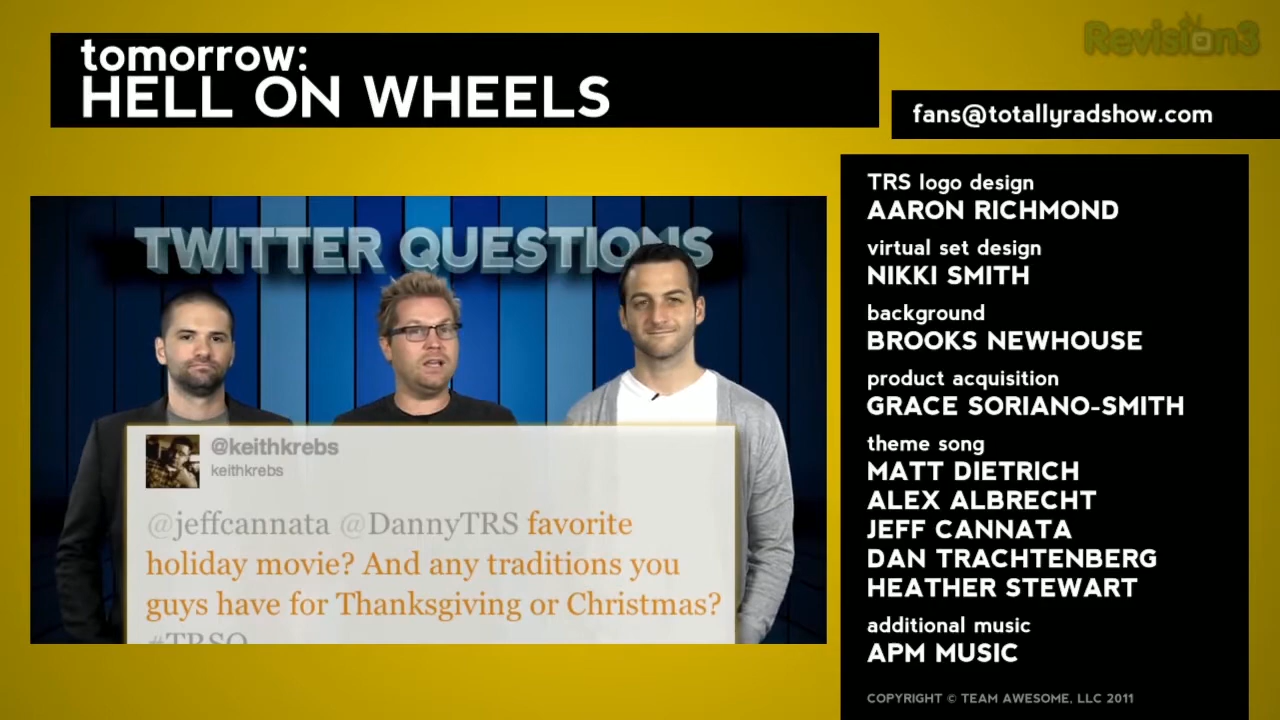 tomorrow:
HELL ON WHEELS
Revision3
fans@totallyradshow.com
TWITTER QUESTIONS
@keithkrebs
keithkrebs
@jeffcannata @DannyTRS favorite
holiday movie? And any traditions you
guys have for Thanksgiving or Christmas?
#TRSQ
TRS logo design
AARON RICHMOND
virtual set design
NIKKI SMITH
background
BROOKS NEWHOUSE
product acquisition
GRACE SORIANO-SMITH
theme song
MATT DIETRICH
ALEX ALBRECHT
JEFF CANNATA
DAN TRACHTENBERG
HEATHER STEWART
additional music
APM MUSIC
COPYRIGHT © TEAM AWESOME, LLC 2011